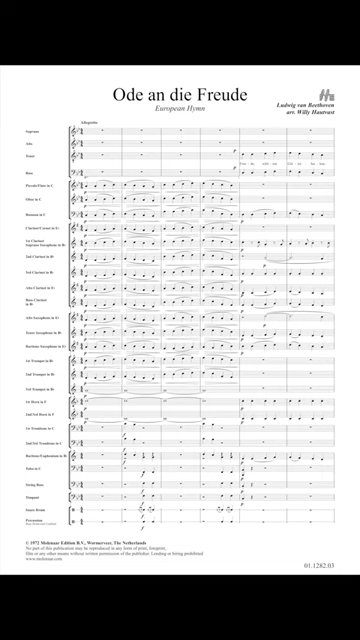 Ode an die Freude
European Hymn
Ludwig van Beethoven
arr. Willy Hautvast
Allegretto
Soprano
Alto
Tenor
Bass
Piccolo/Flute in C
Oboe in C
Bassoon in C
Clarinet/Cornet in E♭
1st Clarinet
Soprano Saxophone in B♭
2nd Clarinet in B♭
3rd Clarinet in B♭
Alto Clarinet in E♭
Bass Clarinet
in B♭
Alto Saxophone in E♭
Tenor Saxophone in B♭
Baritone Saxophone in E♭
1st Trumpet in B♭
2nd Trumpet in B♭
3rd Trumpet in B♭
1st Horn in F
2nd/3rd Horn in F
1st Trombone in C
2nd/3rd Trombone in C
Baritone/Euphonium in B♭
Tuba in C
String Bass
Timpani
Snare Drum
Percussion
© 1972 Molenaar Edition B.V., Wormerveer, The Netherlands
No part of this publication may be reproduced in any form of print, fotoprint,
film or any other means without written permission of the publisher. Lending or hiring prohibited
www.molenaar.com
01.1282.03